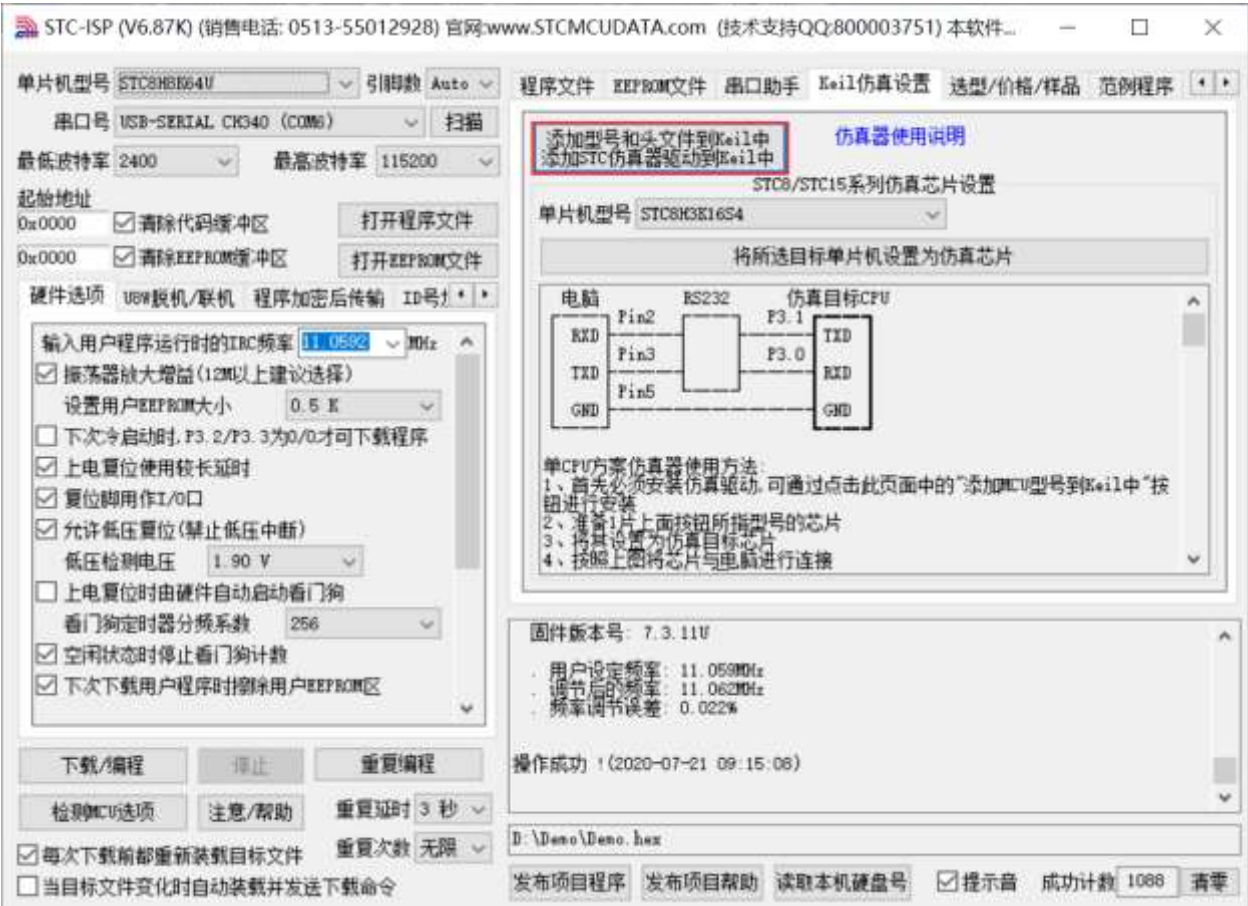 STC-ISP (V6.87K) (销售电话: 0513-55012928) 官网:www.STCMCUDATA.com (技术支持QQ:800003751) 本软件...
单片机型号 STC8H8K64U 引脚数 Auto
串口号 USB-SERIAL CH340 (COM6) 扫描
最低波特率 2400 最高波特率 115200
起始地址
0x0000 清除代码缓冲区 打开程序文件
0x0000 清除EEPROM缓冲区 打开EEPROM文件
硬件选项 U8W脱机/联机 程序加密后传输 ID号
输入用户程序运行时的IRC频率 11.0592 MHz
振荡器放大增益(12M以上建议选择)
设置用户EEPROM大小 0.5 K
下次冷启动时,P3.2/P3.3为0/0才可下载程序
上电复位使用较长延时
复位脚用作I/O口
允许低压复位(禁止低压中断)
低压检测电压 1.90 V
上电复位时由硬件自动启动看门狗
看门狗定时器分频系数 256
空闲状态时停止看门狗计数
下次下载用户程序时擦除用户EEPROM区
下载/编程 停止 重复编程
检测MCU选项 注意/帮助 重复延时 3 秒
重复次数 无限
每次下载前都重新装载目标文件
当目标文件变化时自动装载并发送下载命令
程序文件 EEPROM文件 串口助手 Keil仿真设置 选型/价格/样品 范例程序
添加型号和头文件到Keil中
添加STC仿真器驱动到Keil中
仿真器使用说明
STC8/STC15系列仿真芯片设置
单片机型号 STC8H3K16S4
将所选目标单片机设置为仿真芯片
电脑 RS232 仿真目标CPU
Pin2 P3.1
RXD TXD
Pin3 P3.0
TXD RXD
Pin5
GND GND
单CPU方案仿真器使用方法:
1、首先必须安装仿真驱动,可通过点击此页面中的"添加MCU型号到Keil中"按
钮进行安装
2、准备1片上面按钮所指型号的芯片
3、将其设置为仿真目标芯片
4、按照上图将芯片与电脑进行连接
固件版本号: 7.3.11U
. 用户设定频率: 11.059MHz
. 调节后的频率: 11.062MHz
. 频率调节误差: 0.022%
操作成功 !(2020-07-21 09:15:08)
D:\Demo\Demo.hex
发布项目程序 发布项目帮助 读取本机硬盘号 提示音 成功计数 1088 清零